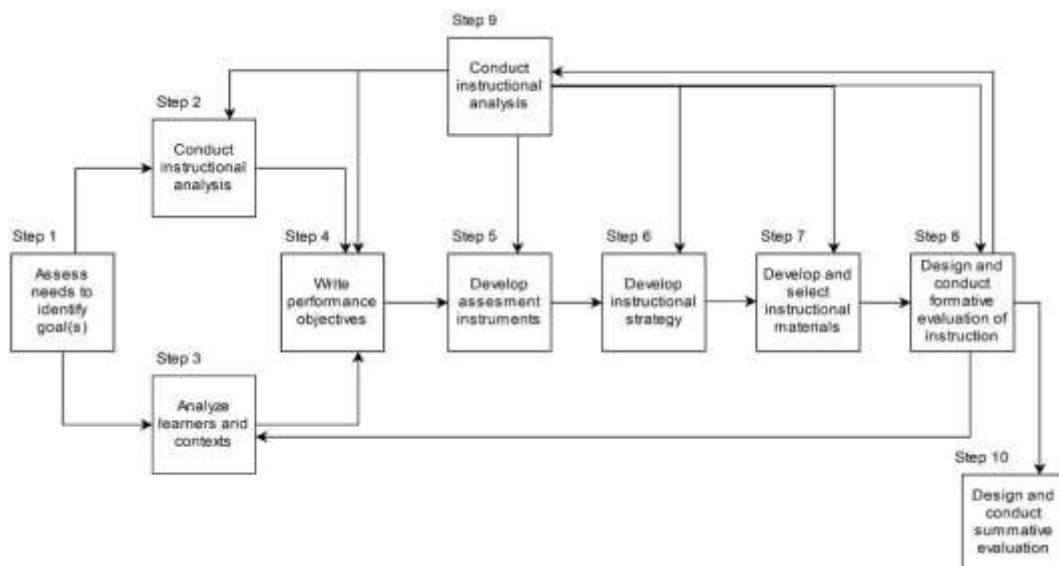 Step 9
Conduct
instructional
analysis
Step 2
Conduct
instructional
analysis
Step 1
Assess
needs to
identify
goal(s)
Step 4
Write
performance
objectives
Step 5
Develop
assesment
instruments
Step 6
Develop
instructional
strategy
Step 7
Develop and
select
instructional
materials
Step 8
Design and
conduct
formative
evaluation of
instruction
Step 3
Analyze
learners and
contexts
Step 10
Design and
conduct
summative
evaluation